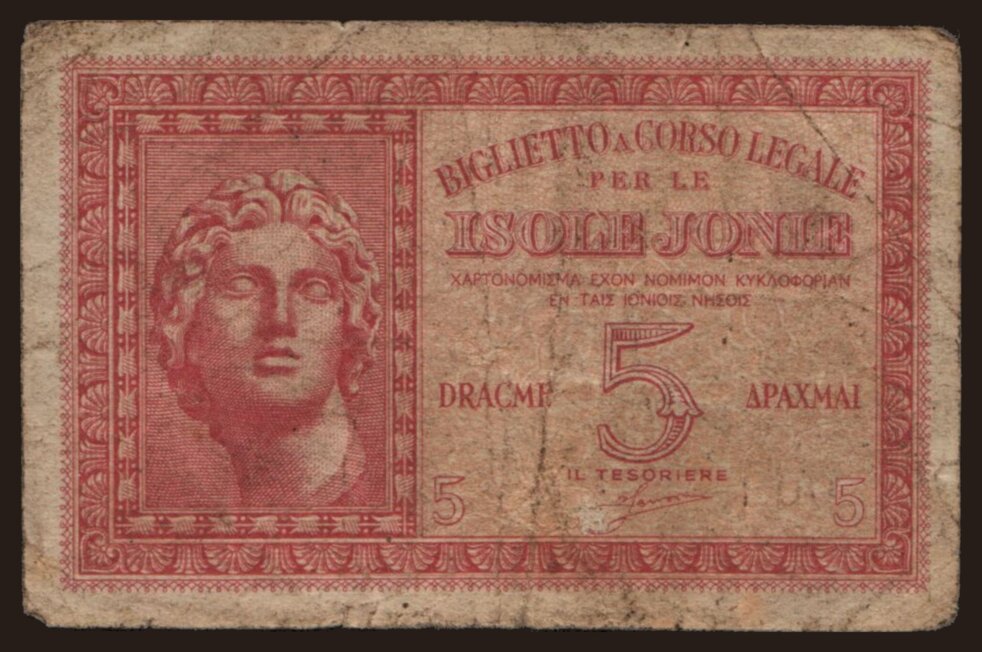 BIGLIETTO A CORSO LEGALE
PER LE
ISOLE JONIE
ΧΑΡΤΟΝΟΜΙΣΜΑ ΕΧΟΝ ΝΟΜΙΜΟΝ ΚΥΚΛΟΦΟΡΙΑΝ
ΕΝ ΤΑΙΣ ΙΟΝΙΟΙΣ ΝΗΣΟΙΣ
DRACME 5 ΔΡΑΧΜΑΙ
IL TESORIERE
5 5